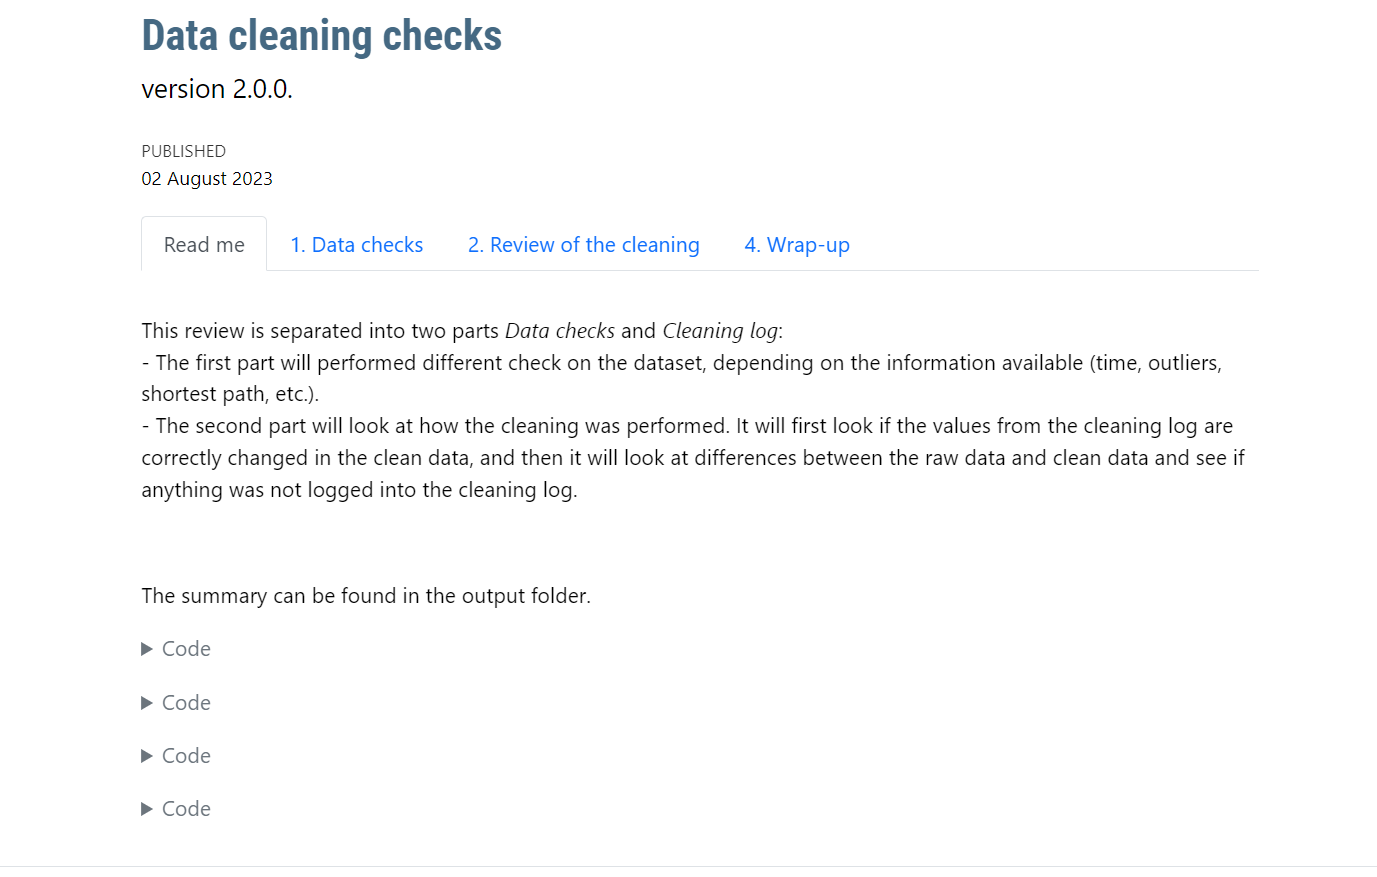 Data cleaning checks
version 2.0.0.
PUBLISHED
02 August 2023
Read me 1. Data checks 2. Review of the cleaning 4. Wrap-up
This review is separated into two parts Data checks and Cleaning log:
- The first part will performed different check on the dataset, depending on the information available (time, outliers,
shortest path, etc.).
- The second part will look at how the cleaning was performed. It will first look if the values from the cleaning log are
correctly changed in the clean data, and then it will look at differences between the raw data and clean data and see if
anything was not logged into the cleaning log.
The summary can be found in the output folder.
Code
Code
Code
Code